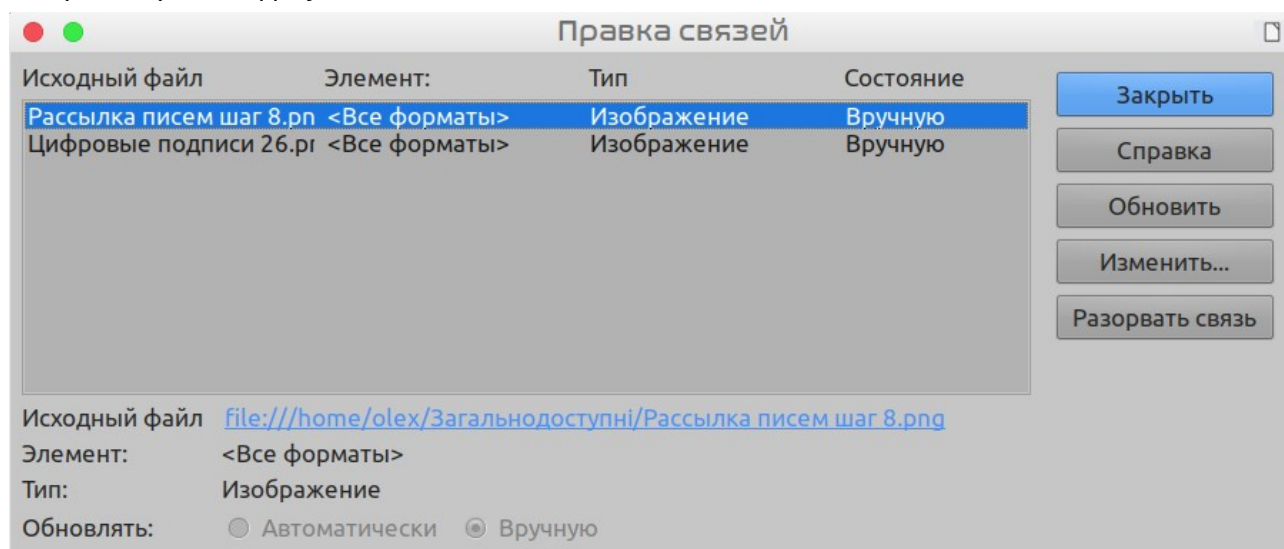 Правка связей
Исходный файл Элемент: Тип Состояние
Рассылка писем шаг 8.pn <Все форматы> Изображение Вручную
Цифровые подписи 26.pr <Все форматы> Изображение Вручную
Закрыть
Справка
Обновить
Изменить...
Разорвать связь
Исходный файл file:///home/olex/Загальнодоступні/Рассылка писем шаг 8.png
Элемент: <Все форматы>
Тип: Изображение
Обновлять: Автоматически Вручную